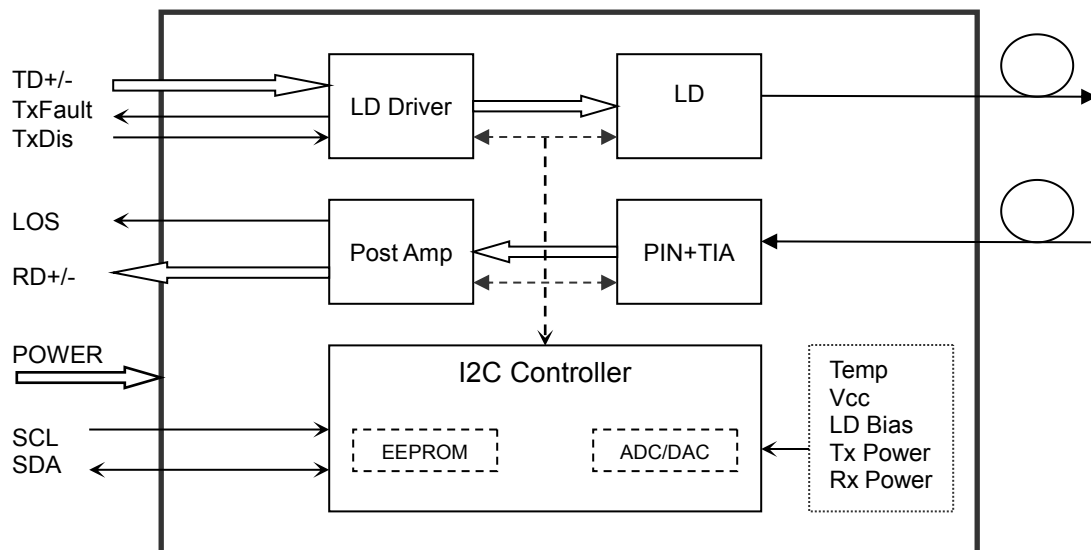 TD+/-
TxFault
TxDis
LD Driver
LD
LOS
RD+/-
Post Amp
PIN+TIA
POWER
SCL
SDA
I2C Controller
EEPROM
ADC/DAC
Temp
Vcc
LD Bias
Tx Power
Rx Power